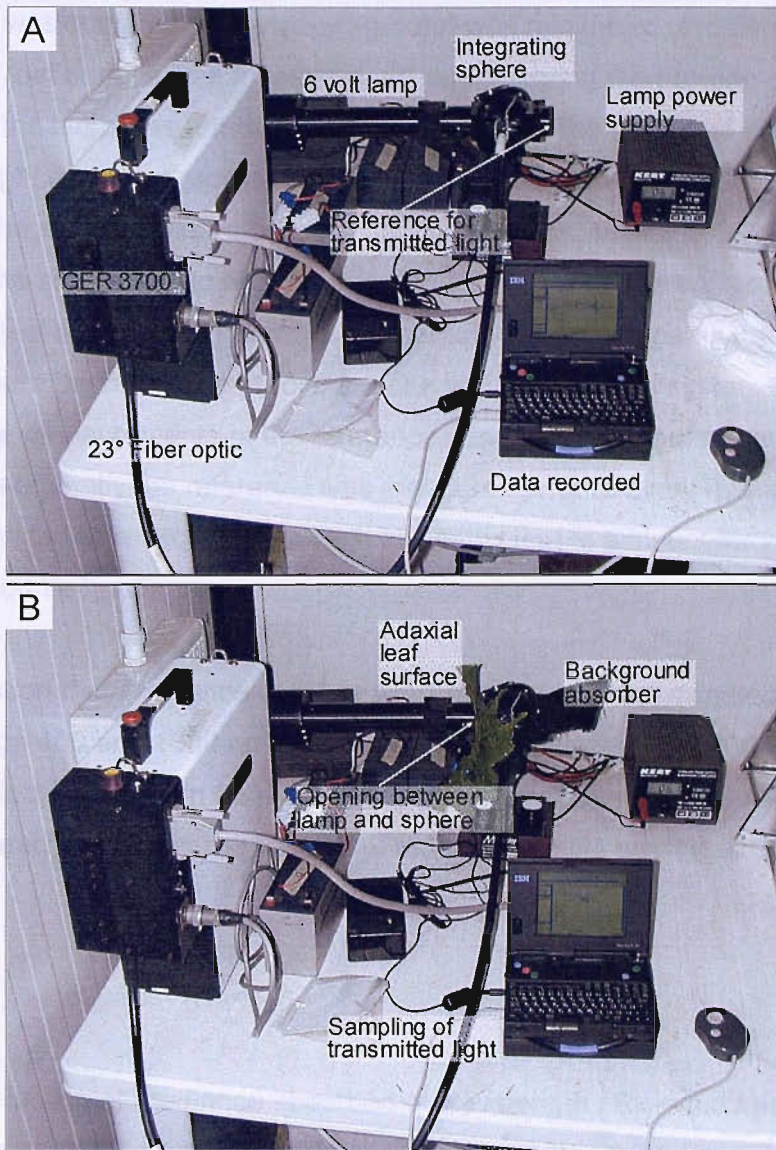 A
Integrating
sphere
6 volt lamp
Lamp power
supply
KERT
Reference for
transmitted light
GER 3700
IBM
23° Fiber optic
Data recorded
B
Adaxial
leaf
surface
Background
absorber
KERT
Opening between
lamp and sphere
IBM
Sampling of
transmitted light